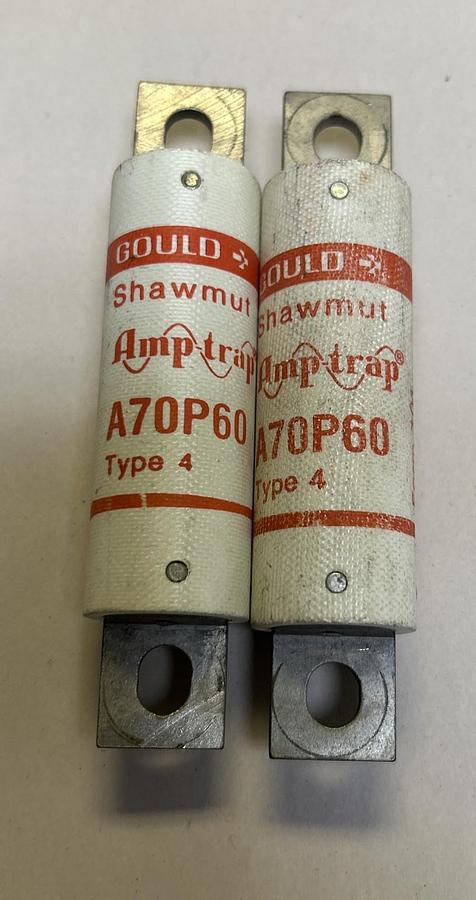 GOULD
Shawmut
Amp-trap
A70P60
Type 4
GOULD
Shawmut
Amp-trap®
A70P60
Type 4